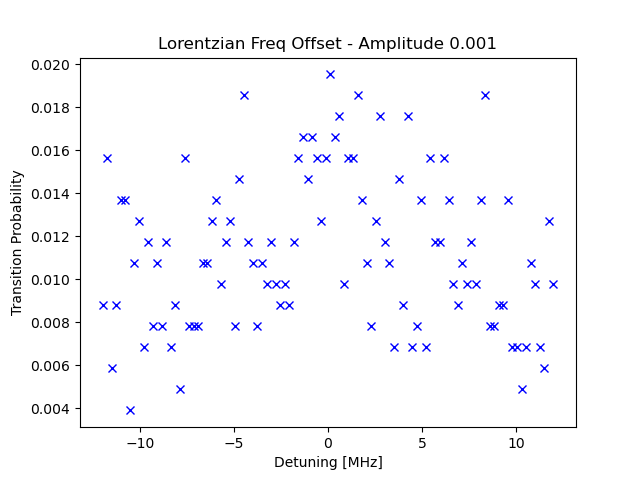 Lorentzian Freq Offset - Amplitude 0.001
Transition Probability
0.020
0.018
0.016
0.014
0.012
0.010
0.008
0.006
0.004
−10 −5 0 5 10
Detuning [MHz]